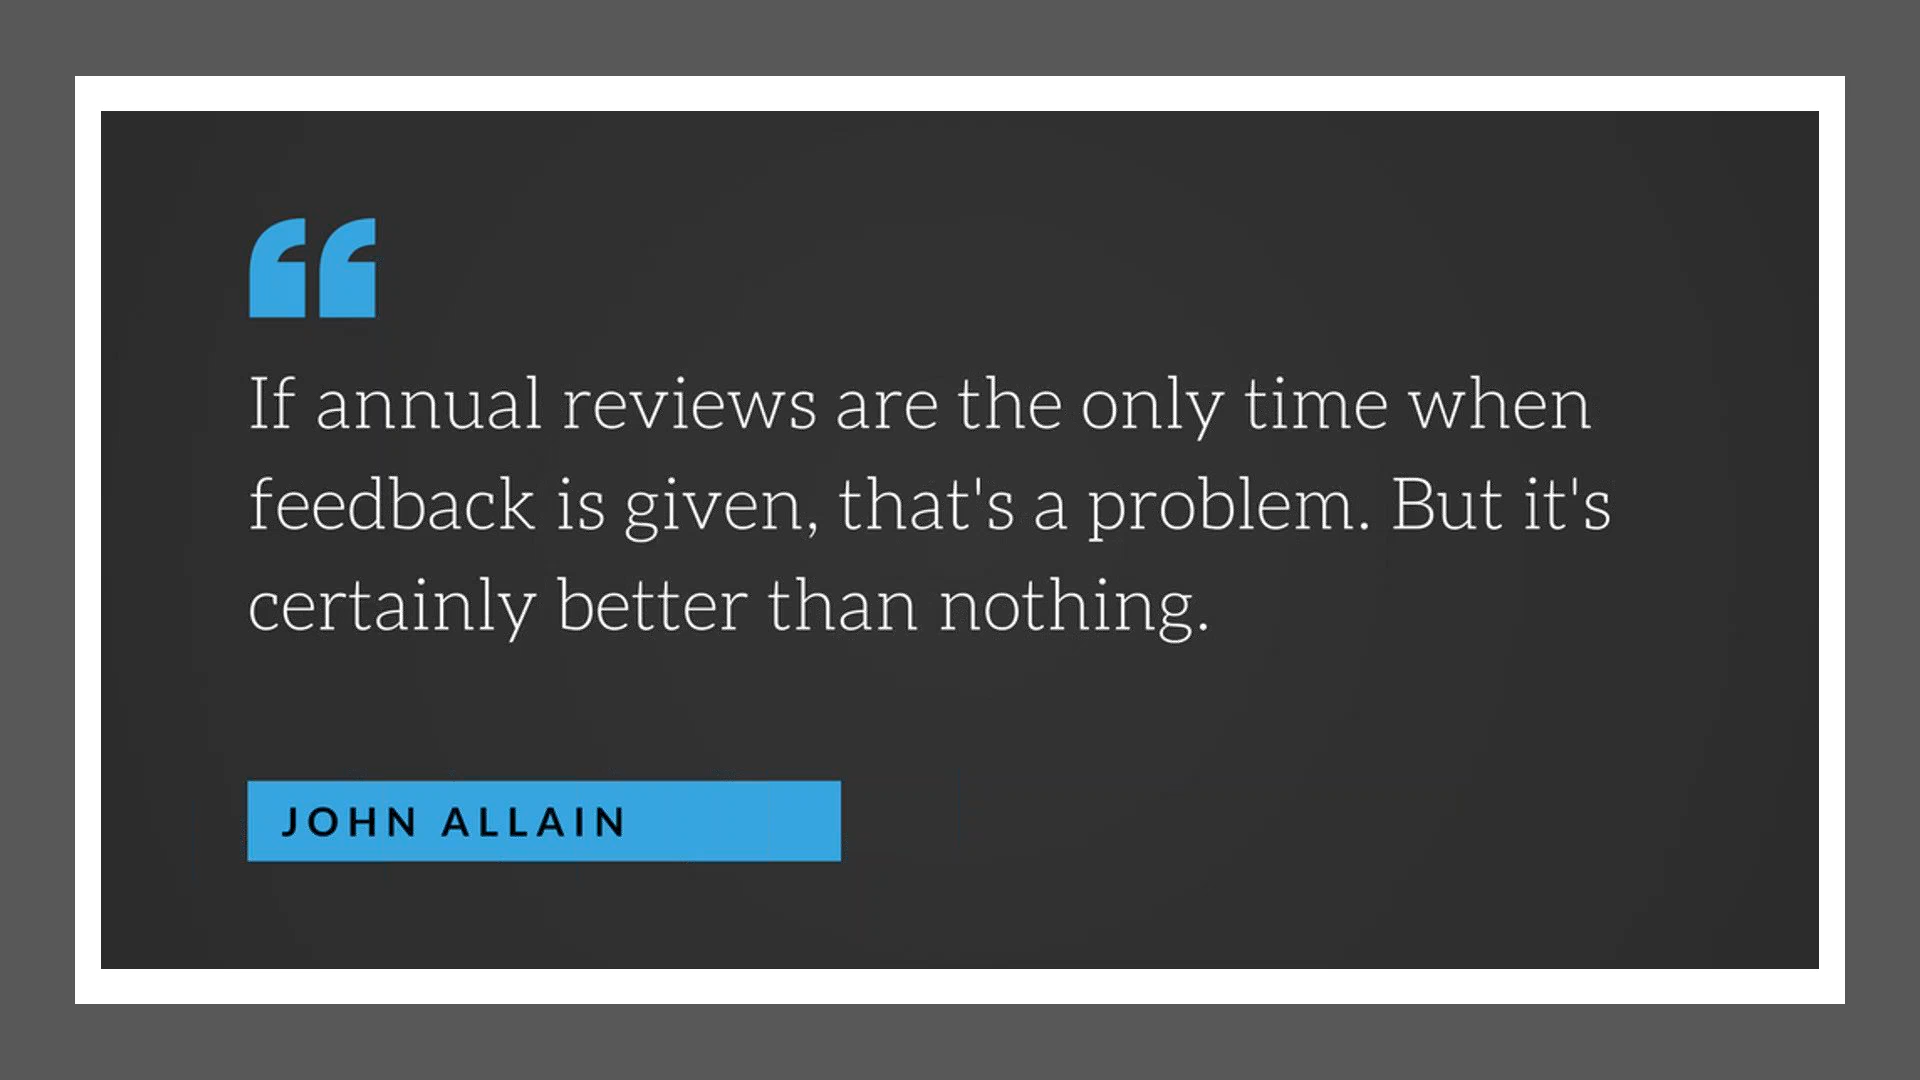 If annual reviews are the only time when
feedback is given, that's a problem. But it's
certainly better than nothing.
JOHN ALLAIN